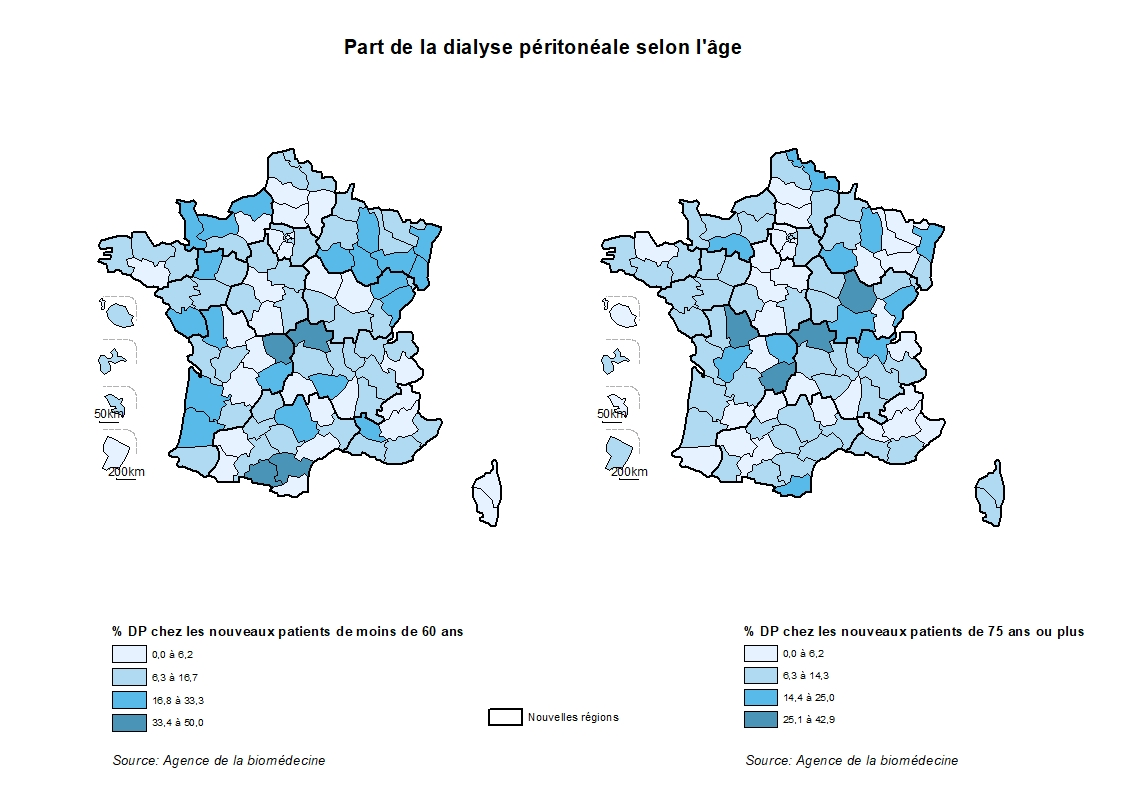 Part de la dialyse péritonéale selon l'âge
50km
200km
50km
200km
% DP chez les nouveaux patients de moins de 60 ans
0,0 à 6,2
6,3 à 16,7
16,8 à 33,3
33,4 à 50,0
Nouvelles régions
Source: Agence de la biomédecine
% DP chez les nouveaux patients de 75 ans ou plus
0,0 à 6,2
6,3 à 14,3
14,4 à 25,0
25,1 à 42,9
Source: Agence de la biomédecine